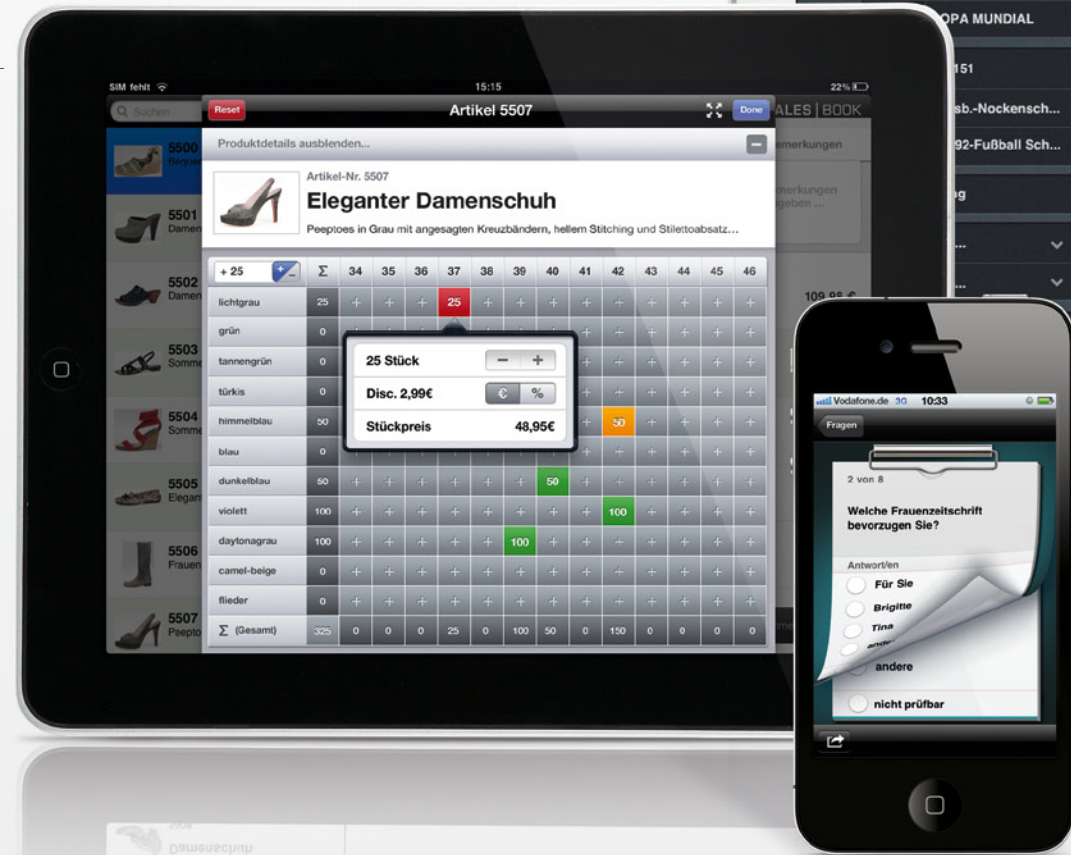 OPA MUNDIAL
151
sb.-Nockensch...
92-Fußball Sch...
SIM fehlt 15:15 22%
Suchen
Reset Artikel 5507 Done
ALES | BOOK
Produktdetails ausblenden...
emerkungen
Artikel-Nr. 5507
Eleganter Damenschuh
Peeptoes in Grau mit angesagten Kreuzbändern, hellem Stitching und Stilettoabsatz...
merkungen
geben ...
5500
5501
Damen
5502
Damen
5503
Somme
5504
Somme
5505
Elegan
5506
Frauen
5507
Peepto
+ 25 +- Σ 34 35 36 37 38 39 40 41 42 43 44 45 46
lichtgrau 25 + + + 25 + + + + + + + + +
109,98 €
grün 0
tannengrün 0
türkis 0
himmelblau 50 50
blau 0
dunkelblau 50 + + + + + + 50 + + + + + +
violett 100 + + + + + + + + 100 + + + +
daytonagrau 100 + + + + + 100 + + + + + + +
camel-beige 0 + + + + + + + + + + + + +
flieder 0 + + + + + + + + + + + + +
Σ (Gesamt) 325 0 0 0 25 0 100 50 0 150 0 0 0 0
25 Stück − +
Disc. 2,99€ € %
Stückpreis 48,95€
Vodafone.de 3G 10:33
Fragen
2 von 8
Welche Frauenzeitschrift
bevorzugen Sie?
Antwort/en
Für Sie
Brigitte
Tina
andere
nicht prüfbar